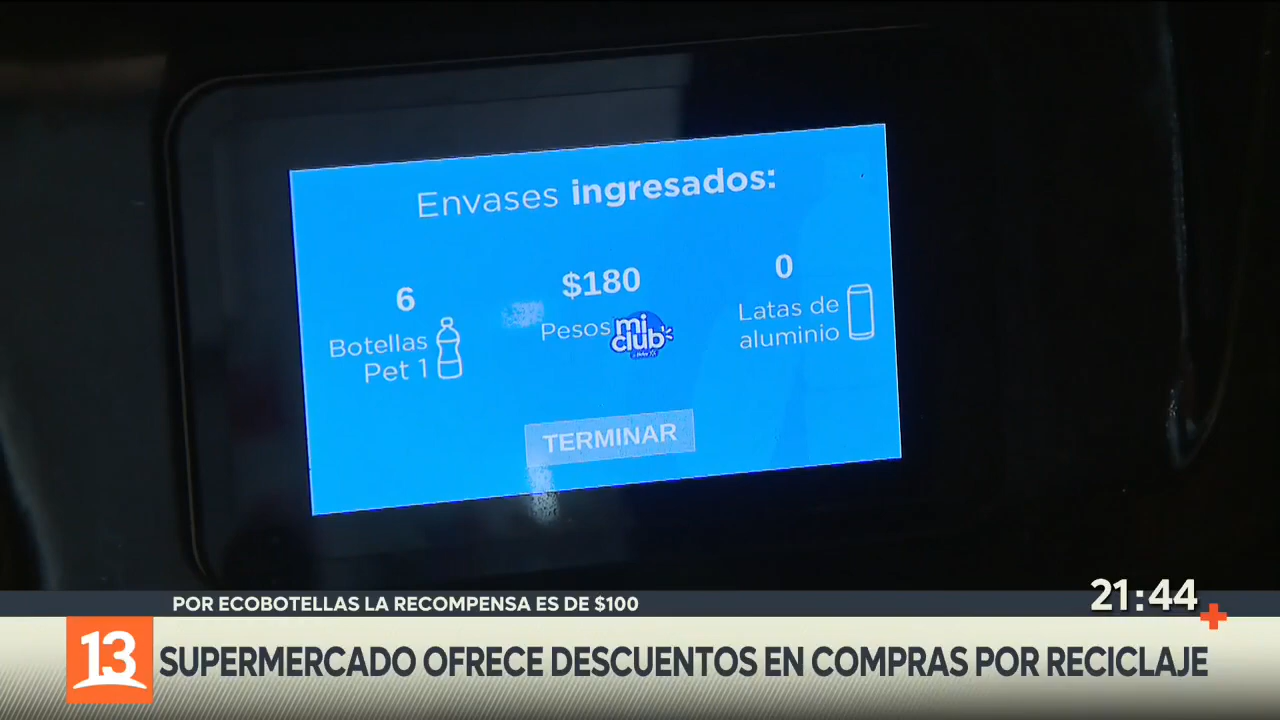 Envases ingresados:
6
Botellas
Pet 1
$180
Pesos mi club
0
Latas de
aluminio
TERMINAR
POR ECOBOTELLAS LA RECOMPENSA ES DE $100
21:44
13
SUPERMERCADO OFRECE DESCUENTOS EN COMPRAS POR RECICLAJE